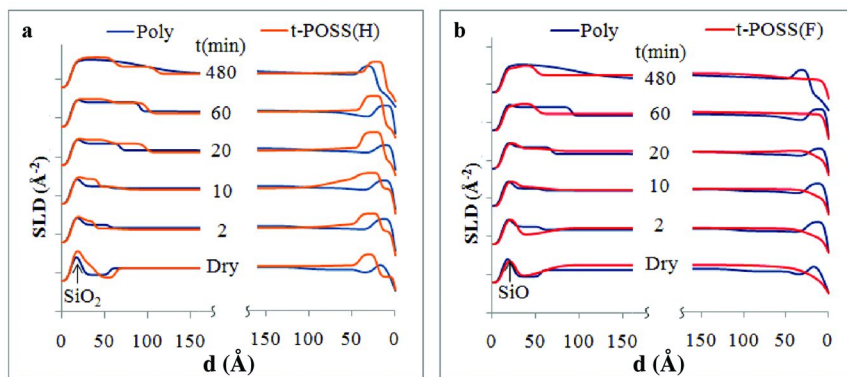 a
Poly
t-POSS(H)
t(min)
480
60
20
10
2
Dry
SiO₂
SLD (Å⁻²)
0 50 100 150 150 100 50 0
d (Å)
b
Poly
t-POSS(F)
t(min)
480
60
20
10
2
Dry
SiO
SLD (Å⁻²)
0 50 100 150 150 100 50 0
d (Å)